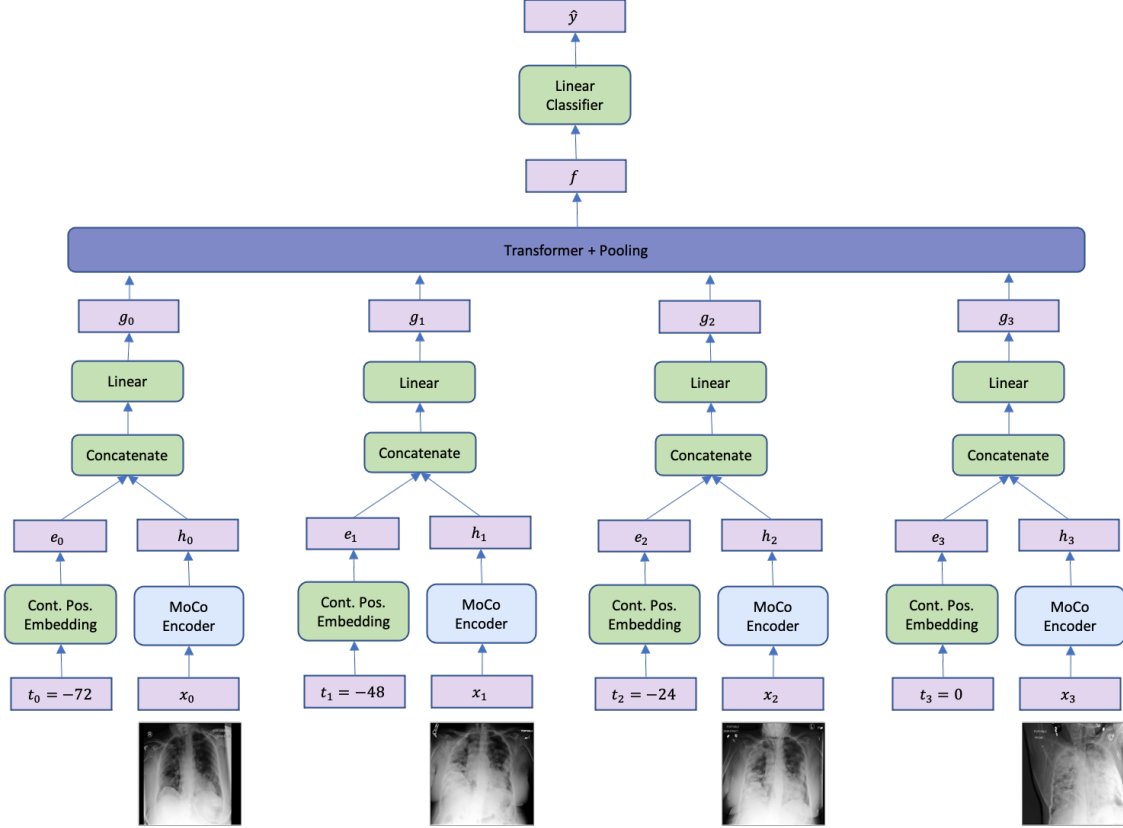 ŷ
Linear
Classifier
f
Transformer + Pooling
g₀ g₁ g₂ g₃
Linear Linear Linear Linear
Concatenate Concatenate Concatenate Concatenate
e₀ h₀ e₁ h₁ e₂ h₂ e₃ h₃
Cont. Pos. MoCo Cont. Pos. MoCo Cont. Pos. MoCo Cont. Pos. MoCo
Embedding Encoder Embedding Encoder Embedding Encoder Embedding Encoder
t₀ = −72 x₀ t₁ = −48 x₁ t₂ = −24 x₂ t₃ = 0 x₃